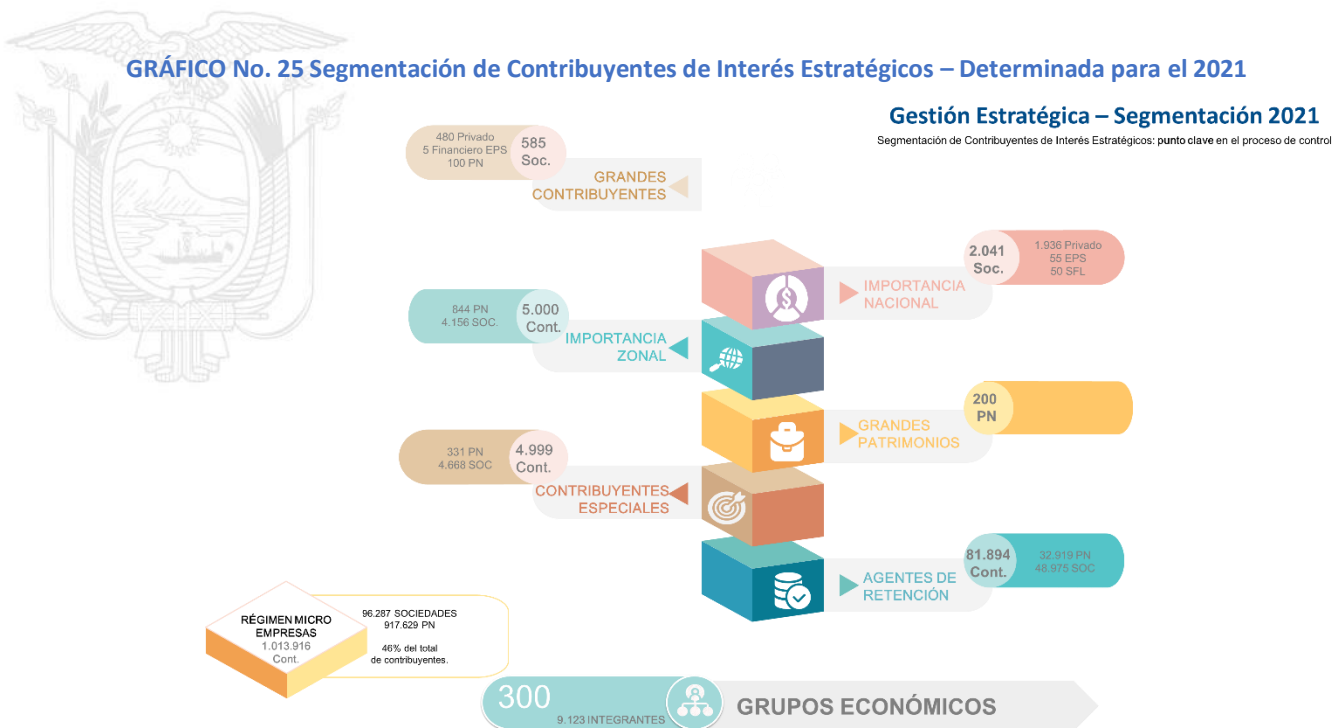 GRÁFICO No. 25 Segmentación de Contribuyentes de Interés Estratégicos – Determinada para el 2021
Gestión Estratégica – Segmentación 2021
Segmentación de Contribuyentes de Interés Estratégicos: punto clave en el proceso de control
480 Privado
5 Financiero EPS
100 PN
585
Soc.
GRANDES
CONTRIBUYENTES
2.041
Soc.
1.936 Privado
55 EPS
50 SFL
IMPORTANCIA
NACIONAL
844 PN
4.156 SOC.
5.000
Cont.
IMPORTANCIA
ZONAL
200
PN
GRANDES
PATRIMONIOS
331 PN
4.668 SOC
4.999
Cont.
CONTRIBUYENTES
ESPECIALES
81.894
Cont.
32.919 PN
48.975 SOC
AGENTES DE
RETENCIÓN
RÉGIMEN MICRO
EMPRESAS
1.013.916
Cont.
96.287 SOCIEDADES
917.629 PN
46% del total
de contribuyentes.
300
9.123 INTEGRANTES
GRUPOS ECONÓMICOS